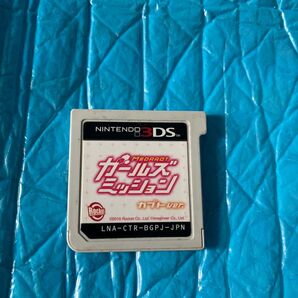 NINTENDO 3DS
MEDAROT
ガールズ
ミッション
カブトVer.
©2016 Rocket Co., Ltd./Imagineer Co., Ltd.
Rocket
LNA-CTR-BGPJ-JPN